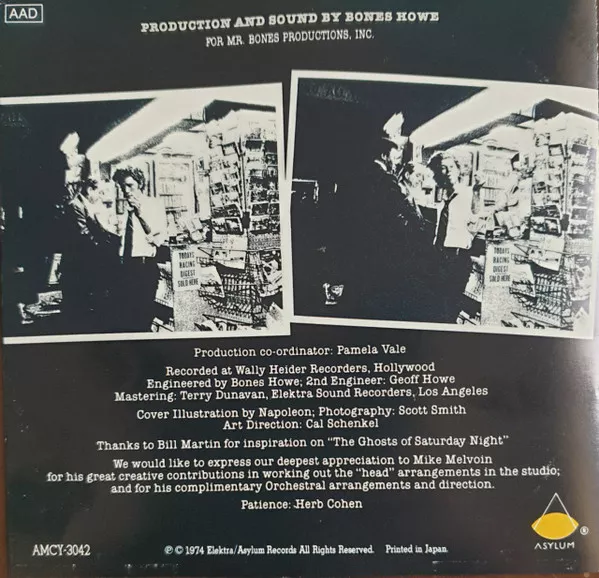 AAD
PRODUCTION AND SOUND BY BONES HOWE
FOR MR. BONES PRODUCTIONS, INC.
TODAYS
RACING
DIGEST
SOLD HERE
TODAYS
RACING
DIGEST
SOLD HERE
Production co-ordinator: Pamela Vale
Recorded at Wally Heider Recorders, Hollywood
Engineered by Bones Howe; 2nd Engineer: Geoff Howe
Mastering: Terry Dunavan, Elektra Sound Recorders, Los Angeles
Cover Illustration by Napoleon; Photography: Scott Smith
Art Direction: Cal Schenkel
Thanks to Bill Martin for inspiration on "The Ghosts of Saturday Night"
We would like to express our deepest appreciation to Mike Melvoin
for his great creative contributions in working out the "head" arrangements in the studio;
and for his complimentary Orchestral arrangements and direction.
Patience: Herb Cohen
ASYLUM ®
AMCY-3042
℗ © 1974 Elektra/Asylum Records All Rights Reserved. Printed in Japan.